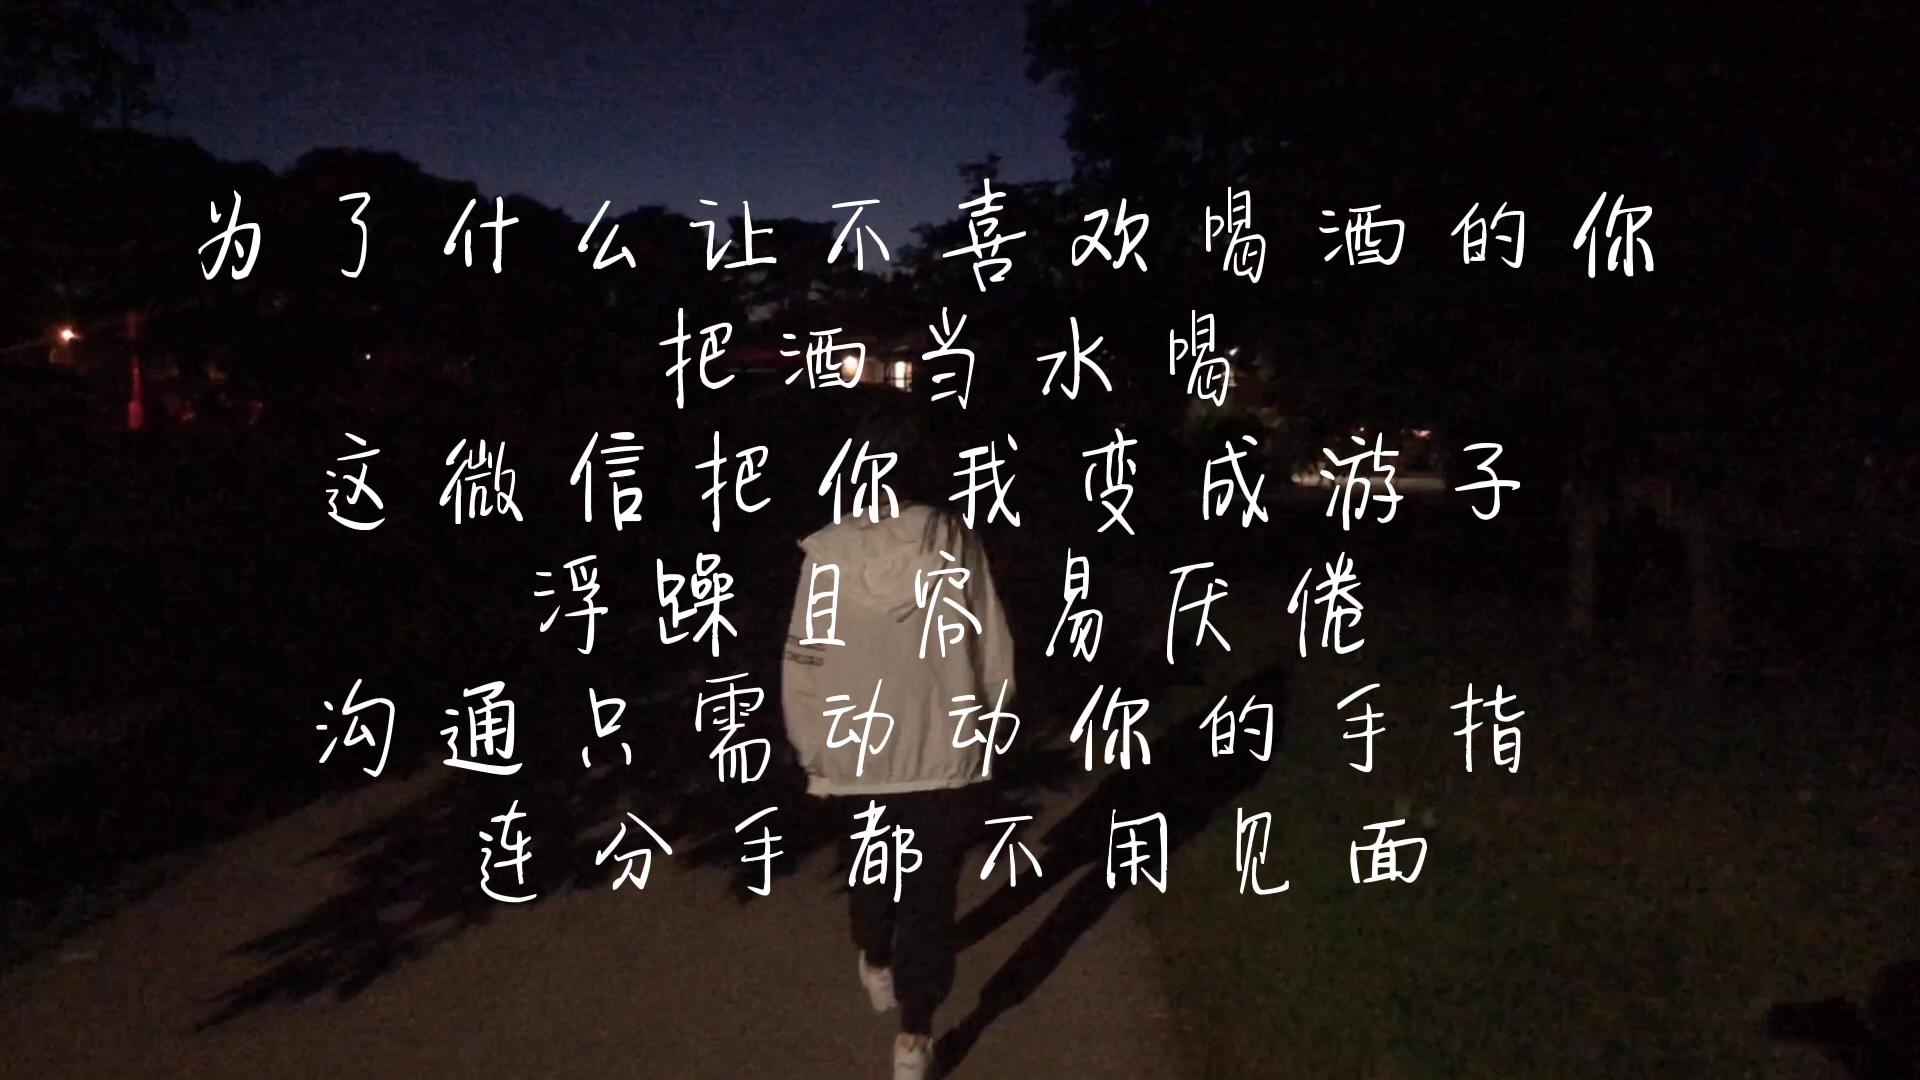 为了什么让不喜欢喝酒的你
把酒当水喝
这微信把你我变成游子
浮躁且容易厌倦
沟通只需动动你的手指
连分手都不用见面